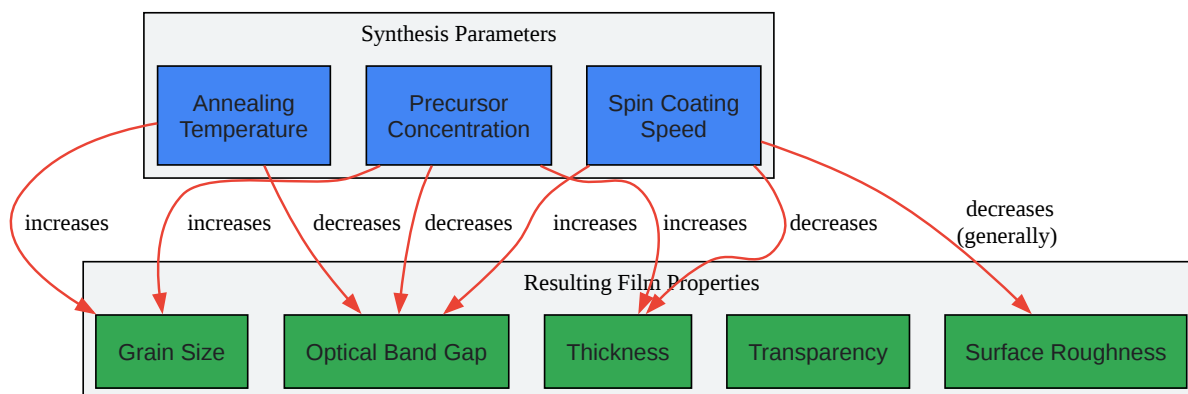 Synthesis Parameters
Annealing
Temperature
Precursor
Concentration
Spin Coating
Speed
increases
increases
decreases
decreases
increases
increases
decreases
decreases
(generally)
Resulting Film Properties
Grain Size
Optical Band Gap
Thickness
Transparency
Surface Roughness